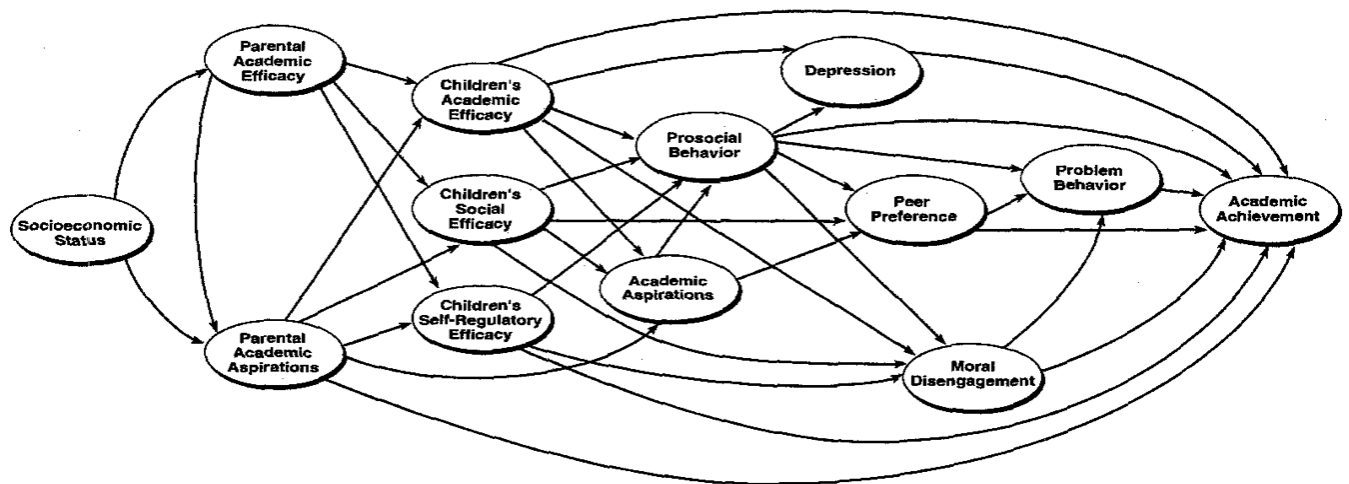 Parental
Academic
Efficacy
Children's
Academic
Efficacy
Depression
Prosocial
Behavior
Problem
Behavior
Children's
Social
Efficacy
Peer
Preference
Academic
Achievement
Socioeconomic
Status
Academic
Aspirations
Children's
Self-Regulatory
Efficacy
Parental
Academic
Aspirations
Moral
Disengagement